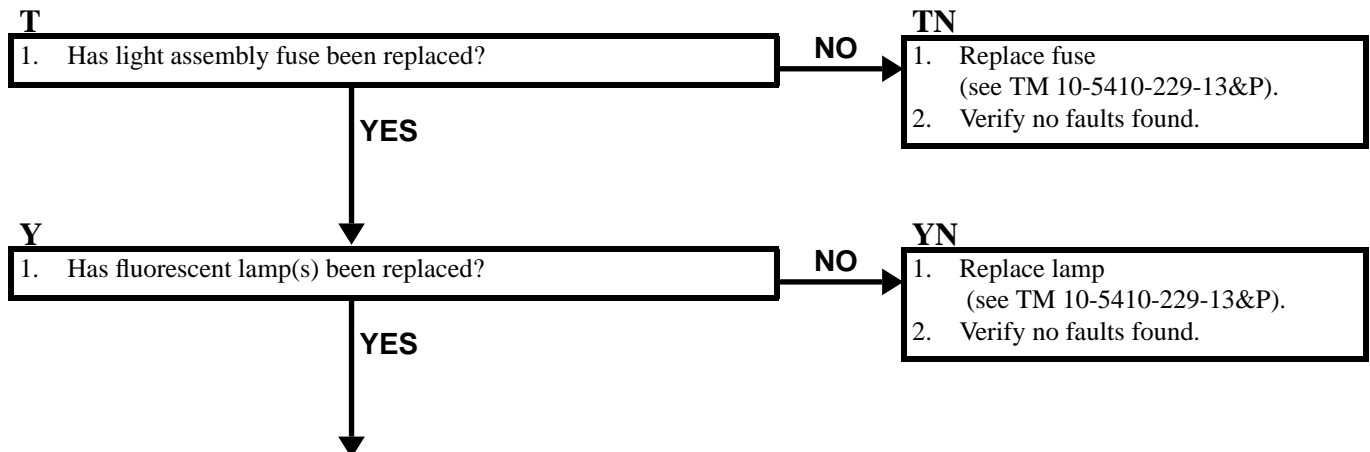 T
1. Has light assembly fuse been replaced?
NO
TN
1. Replace fuse
(see TM 10-5410-229-13&P).
2. Verify no faults found.
YES
Y
1. Has fluorescent lamp(s) been replaced?
NO
YN
1. Replace lamp
(see TM 10-5410-229-13&P).
2. Verify no faults found.
YES